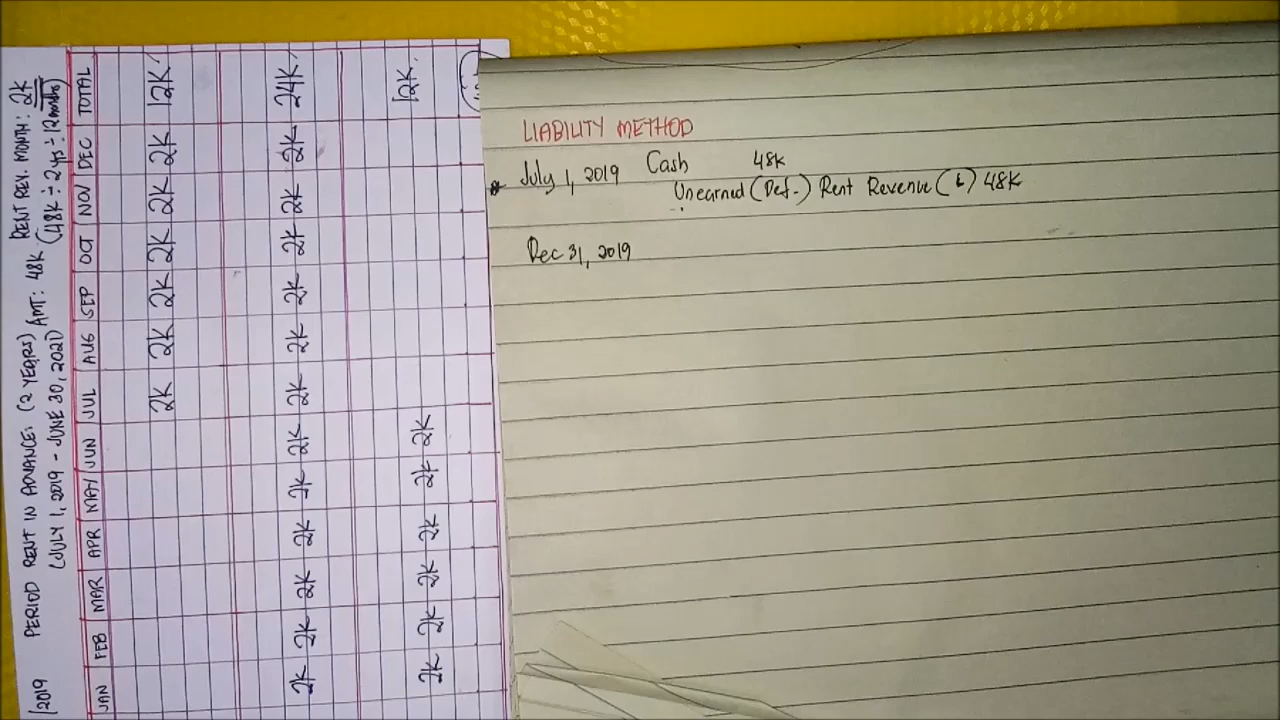 2019 PERIOD RENT IN ADVANCE: (2 YEARS) AMT: 48K RENT REV. MONTH: 2K
(JULY 1, 2019 - JUNE 30, 2021) (48K ÷ 2yrs ÷ 12 months)
JAN FEB MAR APR MAY JUN JUL AUG SEP OCT NOV DEC TOTAL
2K 2K 2K 2K 2K 2K 12K
2K 2K 2K 2K 2K 2K 2K 2K 2K 2K 2K 2K 24K
2K 2K 2K 2K 2K 2K 12K
LIABILITY METHOD
July 1, 2019 Cash 48K
Unearned (Def.) Rent Revenue (L) 48K
Dec 31, 2019